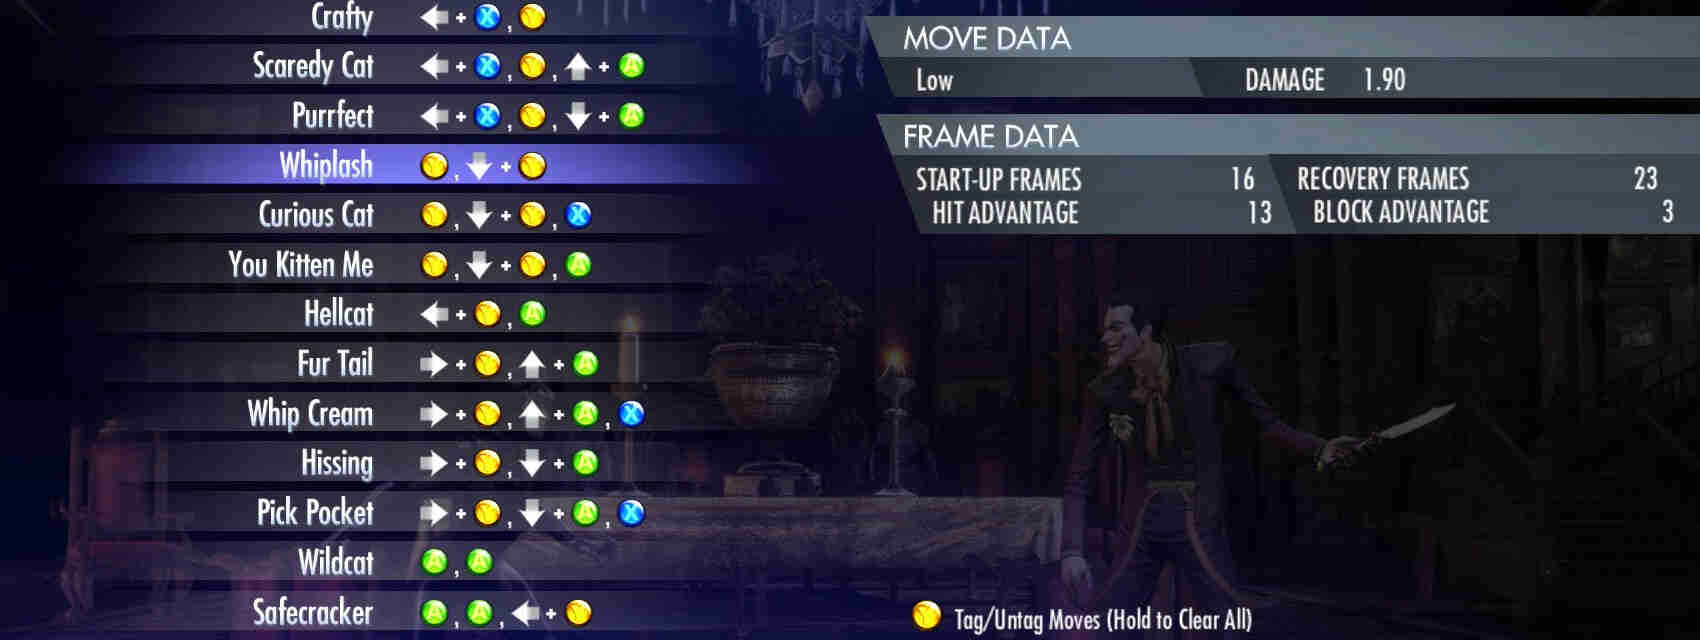 Crafty + X , Y
Scaredy Cat + X , Y , + A
Purrfect + X , Y , + A
Whiplash Y , + Y
Curious Cat Y , + Y , X
You Kitten Me Y , + Y , A
Hellcat + Y , A
Fur Tail + Y , + A
Whip Cream + Y , + A , X
Hissing + Y , + A
Pick Pocket + Y , + A , X
Wildcat A , A
Safecracker A , A , + Y
MOVE DATA
Low DAMAGE 1.90
FRAME DATA
START-UP FRAMES 16 RECOVERY FRAMES 23
HIT ADVANTAGE 13 BLOCK ADVANTAGE 3
Y Tag/Untag Moves (Hold to Clear All)